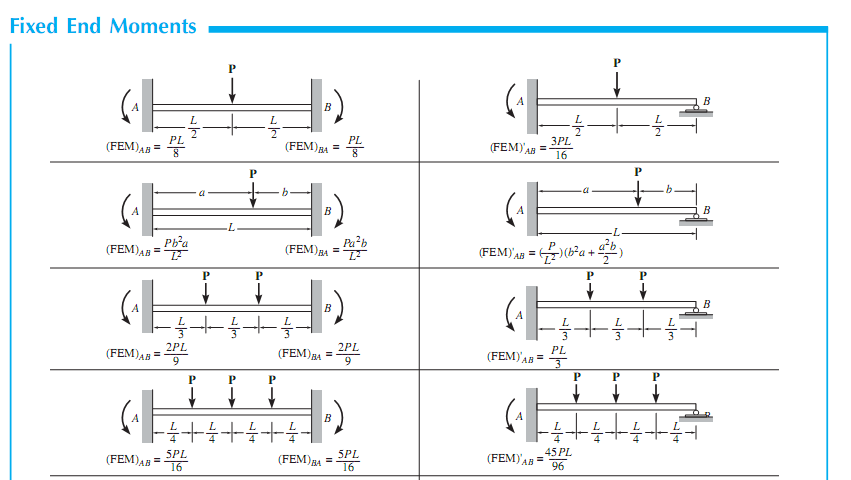 Fixed End Moments
P P
A B A B
L/2 L/2 L/2 L/2
(FEM)AB = PL/8 (FEM)BA = PL/8 (FEM)'AB = 3PL/16
P P
a b a b
A B A B
L L
(FEM)AB = Pb²a/L² (FEM)BA = Pa²b/L² (FEM)'AB = (P/L²)(b²a + a²b/2)
P P P P
A B A B
L/3 L/3 L/3 L/3 L/3 L/3
(FEM)AB = 2PL/9 (FEM)BA = 2PL/9 (FEM)'AB = PL/3
P P P P P P
A B A B
L/4 L/4 L/4 L/4 L/4 L/4 L/4 L/4
(FEM)AB = 5PL/16 (FEM)BA = 5PL/16 (FEM)'AB = 45PL/96